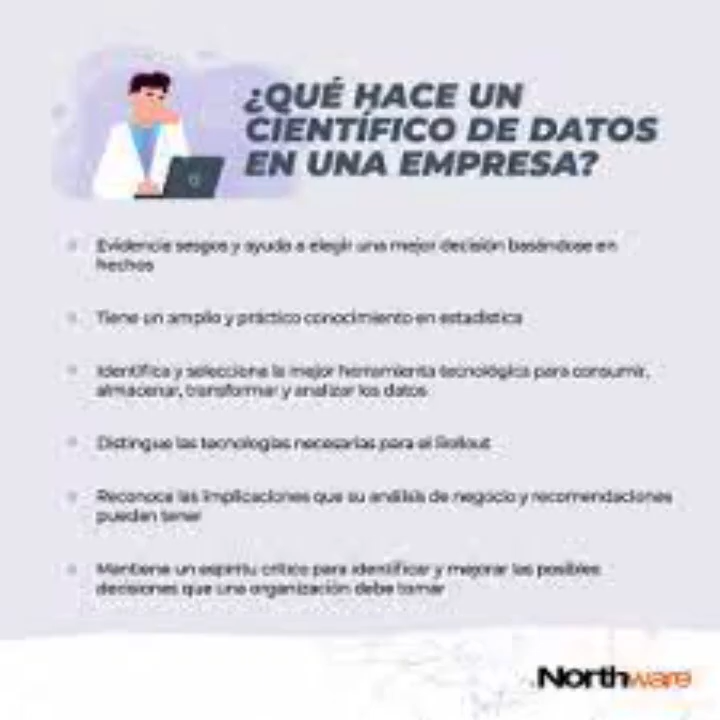 ¿QUÉ HACE UN
CIENTÍFICO DE DATOS
EN UNA EMPRESA?
Evidencia sesgos y ayuda a elegir una mejor decisión basándose en
hechos
Tiene un amplio y práctico conocimiento en estadística
Identifica y selecciona la mejor herramienta tecnológica para consumir,
almacenar, transformar y analizar los datos
Distingue las tecnologías necesarias para el Rollout
Reconoce las implicaciones que su análisis de negocio y recomendaciones
puedan tener
Mantiene un espíritu crítico para identificar y mejorar las posibles
decisiones que una organización debe tomar
Northware